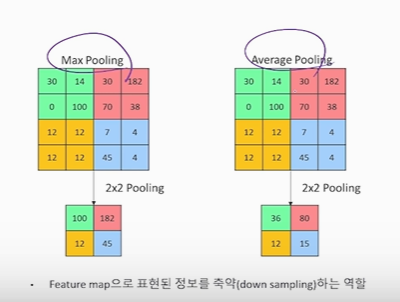 Max Pooling
30 14 30 182
0 100 70 38
12 12 7 4
12 12 45 4
2x2 Pooling
100 182
12 45
Average Pooling
30 14 30 182
0 100 70 38
12 12 7 4
12 12 45 4
2x2 Pooling
36 80
12 15
- Feature map으로 표현된 정보를 축약(down sampling)하는 역할